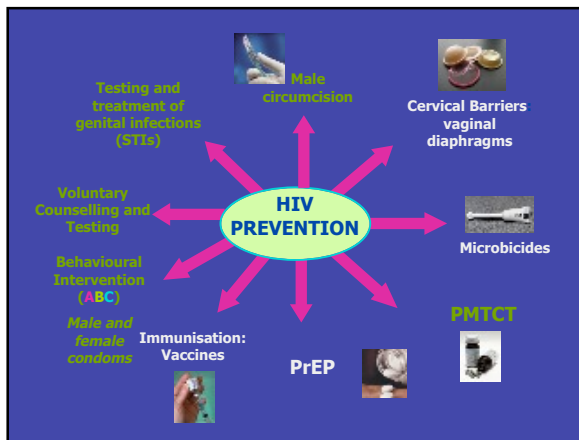 HIV
PREVENTION
Male
circumcision
Cervical Barriers:
vaginal
diaphragms
Microbicides
PMTCT
PrEP
Immunisation:
Vaccines
Male and
female
condoms
Behavioural
Intervention
(ABC)
Voluntary
Counselling and
Testing
Testing and
treatment of
genital infections
(STIs)